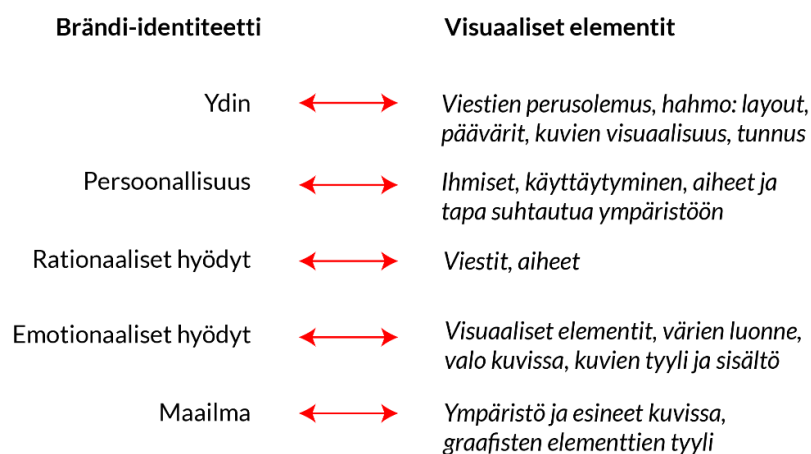 Brändi-identiteetti
Visuaaliset elementit
Ydin
Viestien perusolemus, hahmo: layout,
päävärit, kuvien visuaalisuus, tunnus
Persoonallisuus
Ihmiset, käyttäytyminen, aiheet ja
tapa suhtautua ympäristöön
Rationaaliset hyödyt
Viestit, aiheet
Emotionaaliset hyödyt
Visuaaliset elementit, värien luonne,
valo kuvissa, kuvien tyyli ja sisältö
Maailma
Ympäristö ja esineet kuvissa,
graafisten elementtien tyyli